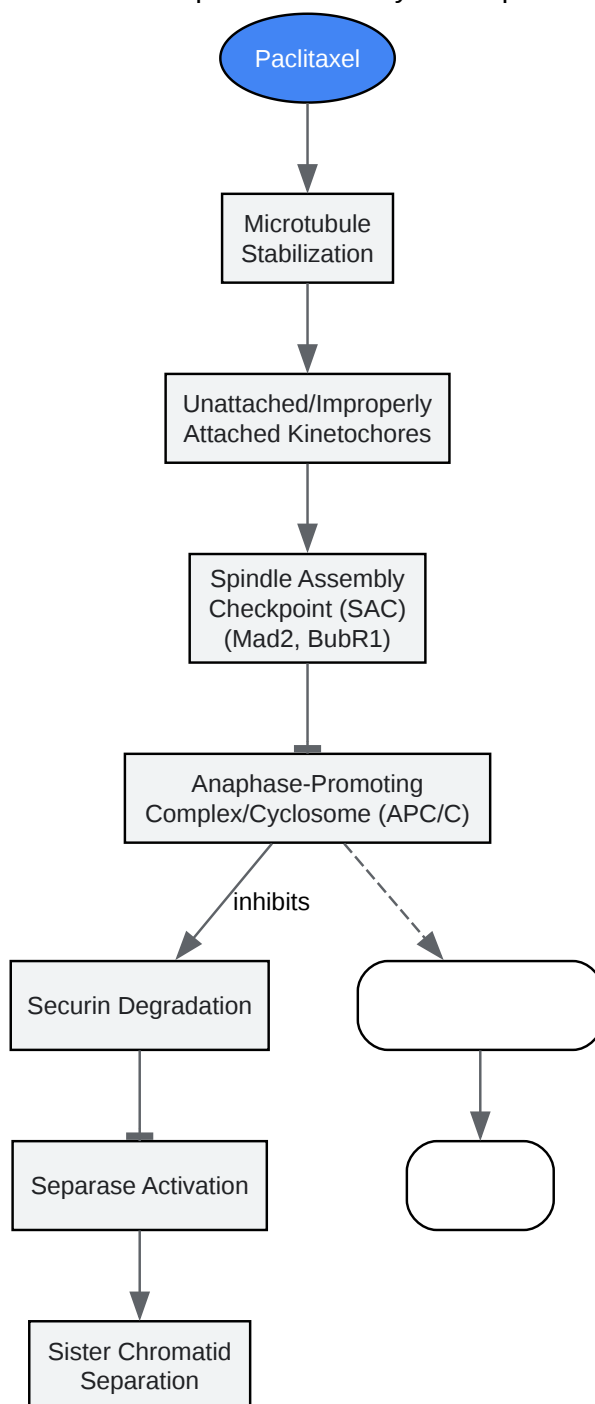 Paclitaxel
Microtubule
Stabilization
Unattached/Improperly
Attached Kinetochores
Spindle Assembly
Checkpoint (SAC)
(Mad2, BubR1)
Anaphase-Promoting
Complex/Cyclosome (APC/C)
inhibits
Securin Degradation
Separase Activation
Sister Chromatid
Separation